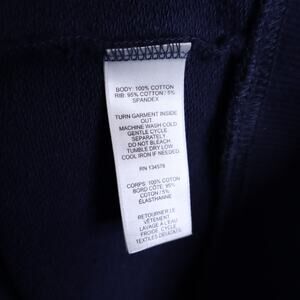 BODY: 100% COTTON
RIB: 95% COTTON / 5%
SPANDEX
TURN GARMENT INSIDE
OUT
MACHINE WASH COLD
GENTLE CYCLE
SEPARATELY
DO NOT BLEACH
TUMBLE DRY LOW
COOL IRON IF NEEDED
RN 134576
CORPS: 100% COTON
BORD CÔTE: 95%
COTON / 5%
ÉLASTHANNE
RETOURNER LE
VÊTEMENT
LAVAGE À L'EAU
FROIDE, CYCLE
TEXTILES DÉLICATS